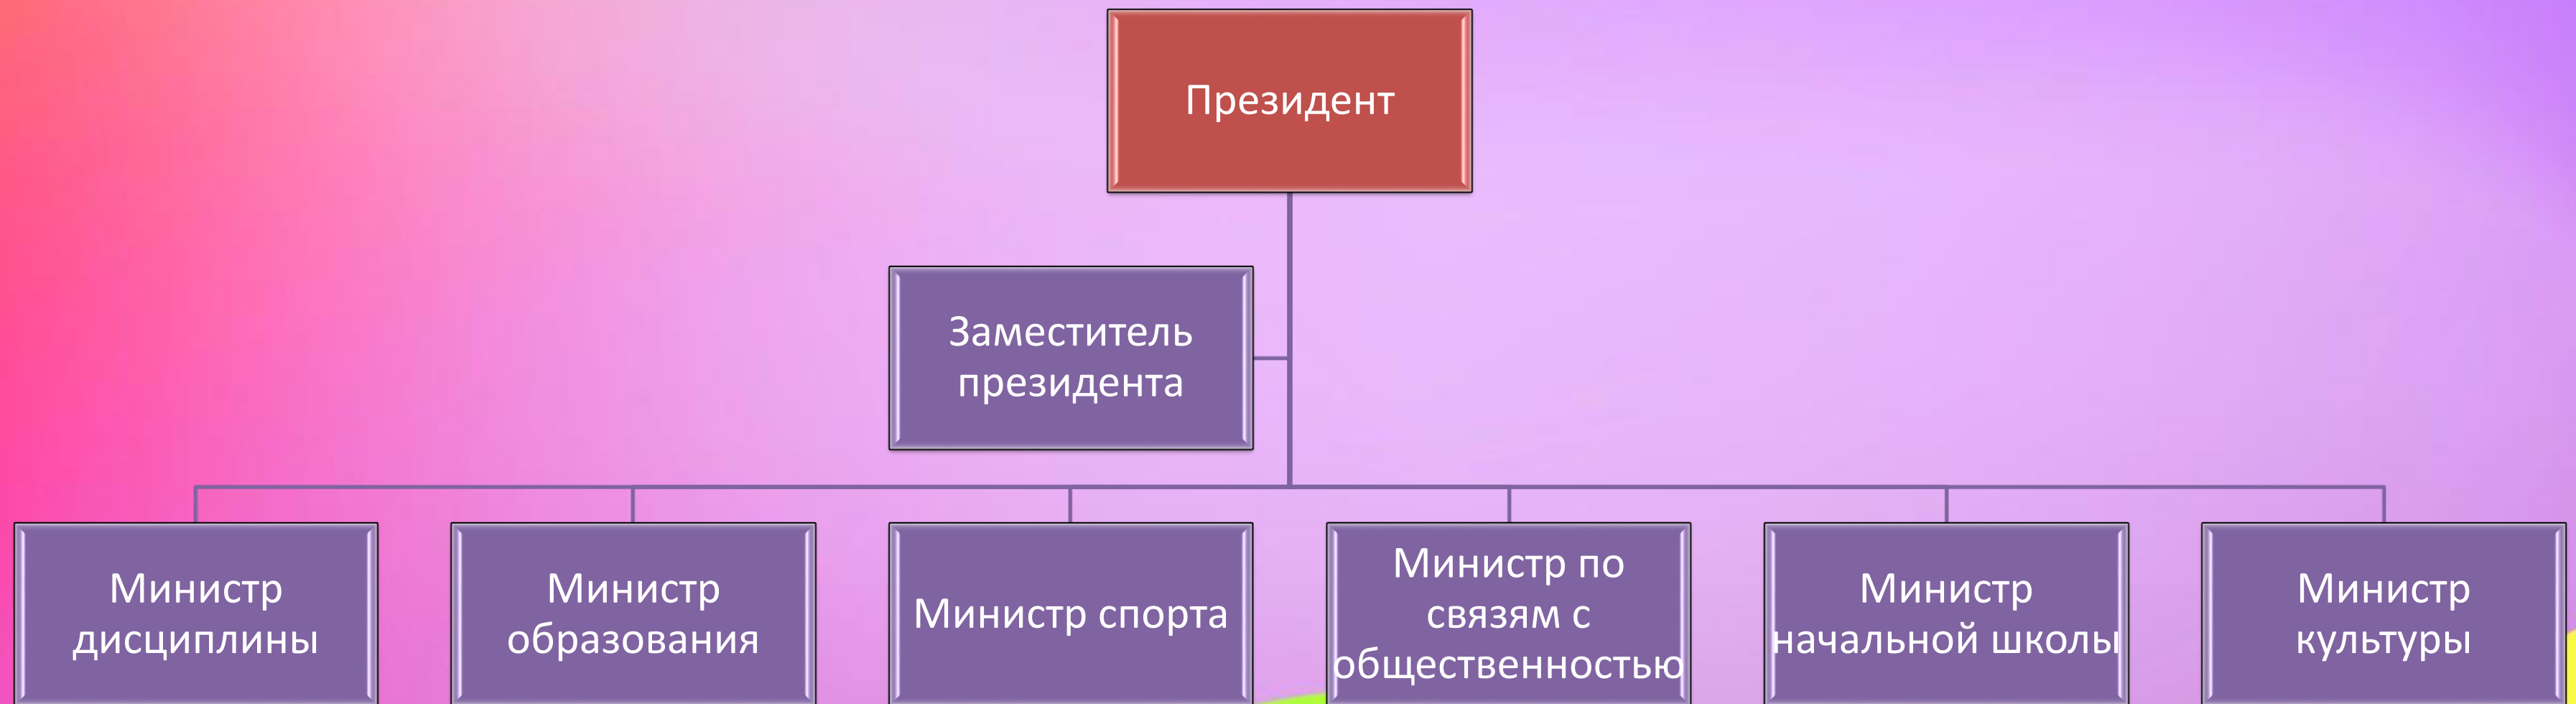 Президент
Заместитель
президента
Министр
дисциплины
Министр
образования
Министр спорта
Министр по
связям с
общественностью
Министр
начальной школы
Министр
культуры